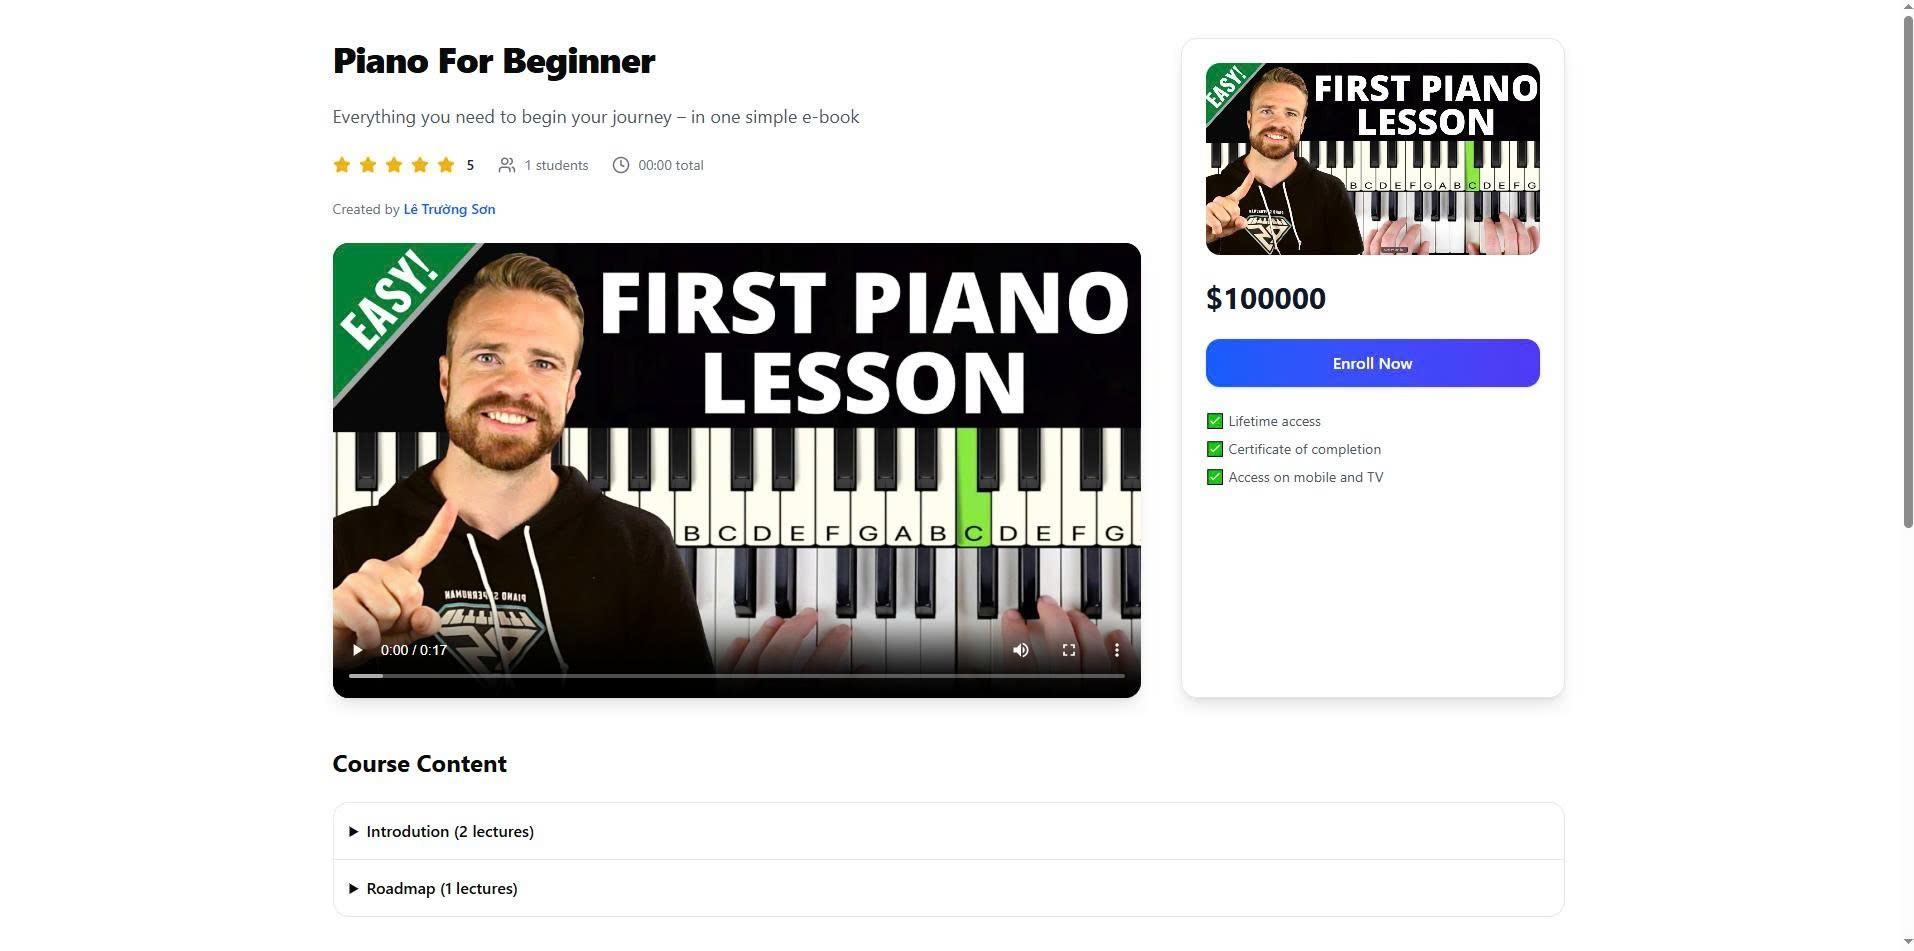 Piano For Beginner
Everything you need to begin your journey – in one simple e-book
5 1 students 00:00 total
Created by Lê Trường Sơn
EASY!
FIRST PIANO
LESSON
B C D E F G A B C D E F G
PIANO SUPERHUMAN
0:00 / 0:17
EASY!
FIRST PIANO
LESSON
B C D E F G A B C D E F G
$100000
Enroll Now
Lifetime access
Certificate of completion
Access on mobile and TV
Course Content
Introdution (2 lectures)
Roadmap (1 lectures)